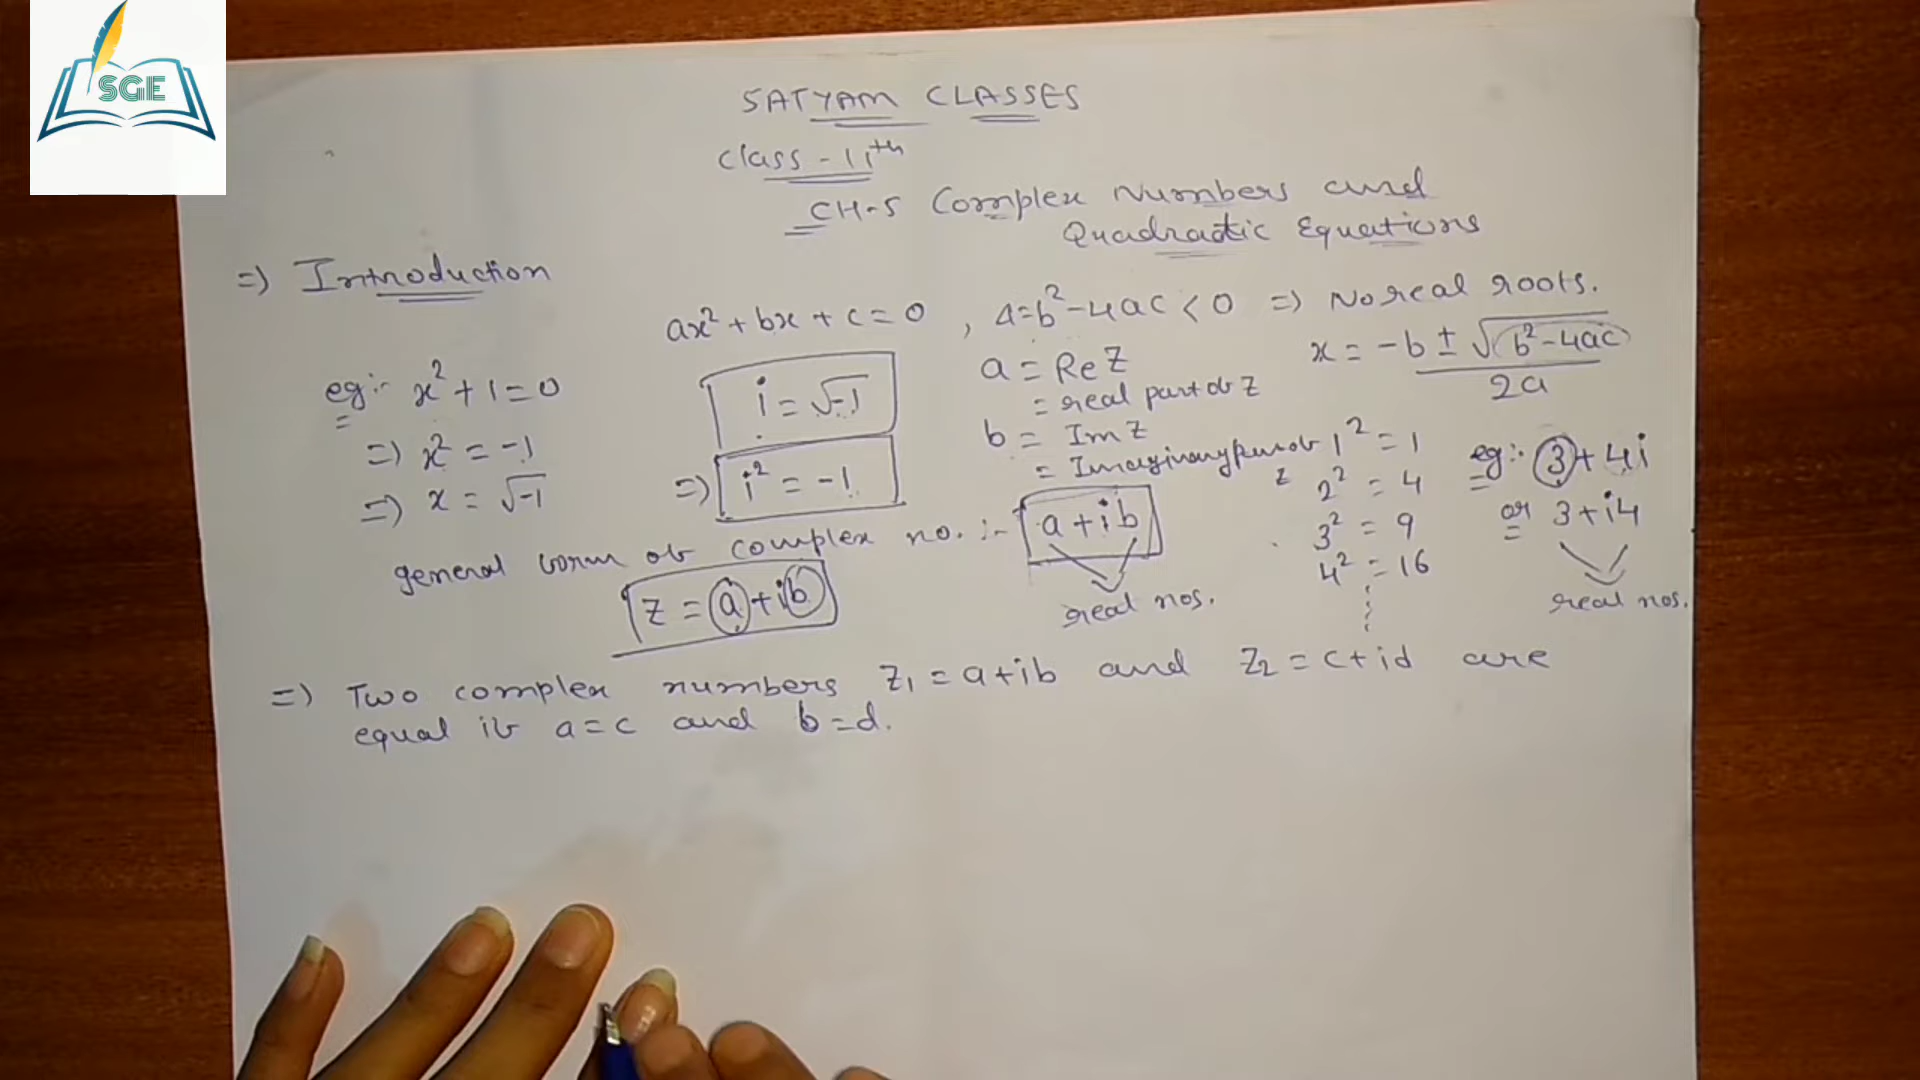 SGE
SATYAM CLASSES
Class - 11th
CH-5 Complex Numbers and
Quadractic Equations
=> Introduction
ax² + bx + c = 0 , Δ=b²-4ac < 0 => No real roots.
x = -b ± √b²-4ac
2a
eg:- x² + 1 = 0
=> x² = -1
=> x = √-1
i = √-1
=> i² = -1
a = Re Z
= real part of Z
b = Im Z
= Imaginary part of
Z
1² = 1
2² = 4
3² = 9
4² = 16
eg:- 3 + 4i
or 3 + i4
real nos.
general form of complex no. :- a + ib
real nos.
Z = a + ib
=> Two complex numbers Z₁ = a+ib and Z₂ = c+id are
equal if a=c and b=d.